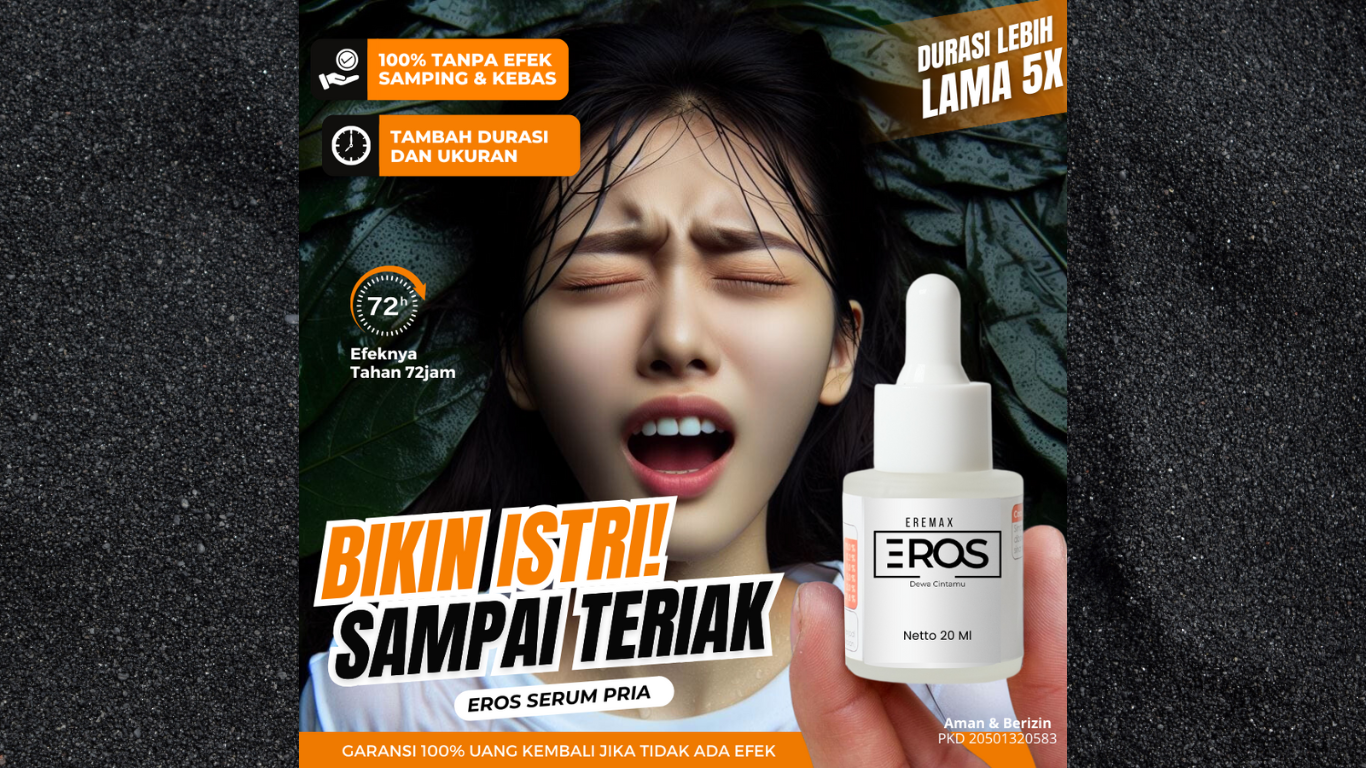 100% TANPA EFEK
SAMPING & KEBAS
TAMBAH DURASI
DAN UKURAN
DURASI LEBIH
LAMA 5X
72h
Efeknya
Tahan 72jam
BIKIN ISTRI!
SAMPAI TERIAK
EROS SERUM PRIA
EREMAX
EROS
Dewa Cintamu
Netto 20 Ml
Aman & Berizin
PKD 20501320583
GARANSI 100% UANG KEMBALI JIKA TIDAK ADA EFEK